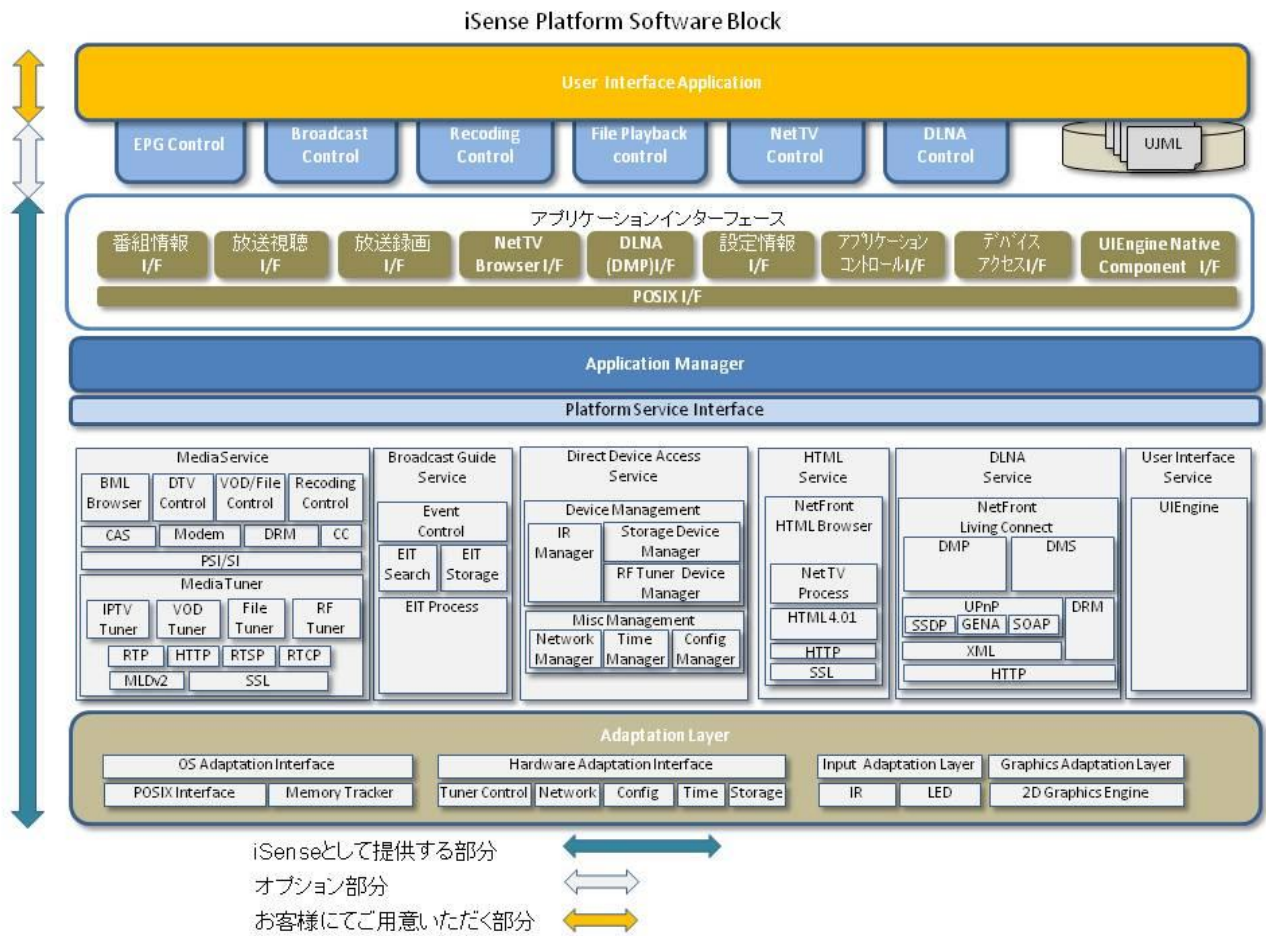 iSense Platform Software Block
User Interface Application
EPG Control
Broadcast
Control
Recoding
Control
File Playback
control
NetTV
Control
DLNA
Control
UJML
アプリケーションインターフェース
番組情報
I/F
放送視聴
I/F
放送録画
I/F
NetTV
Browser I/F
DLNA
(DMP)I/F
設定情報
I/F
アプリケーション
コントロールI/F
デバイス
アクセスI/F
UIEngine Native
Component I/F
POSIX I/F
Application Manager
Platform Service Interface
Media Service
BML
Browser
DTV
Control
VOD/File
Control
Recoding
Control
CAS
Modem
DRM
CC
PSI/SI
Media Tuner
IPTV
Tuner
VOD
Tuner
File
Tuner
RF
Tuner
RTP
HTTP
RTSP
RTCP
MLDv2
SSL
Broadcast Guide
Service
Event
Control
EIT
Search
EIT
Storage
EIT Process
Direct Device Access
Service
Device Management
IR
Manager
Storage Device
Manager
RF Tuner Device
Manager
Misc Management
Network
Manager
Time
Manager
Config
Manager
HTML
Service
NetFront
HTML Browser
NetTV
Process
HTML4.01
HTTP
SSL
DLNA
Service
NetFront
Living Connect
DMP
DMS
UPnP
SSDP
GENA
SOAP
DRM
XML
HTTP
User Interface
Service
UIEngine
Adaptation Layer
OS Adaptation Interface
POSIX Interface
Memory Tracker
Hardware Adaptation Interface
Tuner Control
Network
Config
Time
Storage
Input Adaptation Layer
IR
LED
Graphics Adaptation Layer
2D Graphics Engine
iSenseとして提供する部分
オプション部分
お客様にてご用意いただく部分